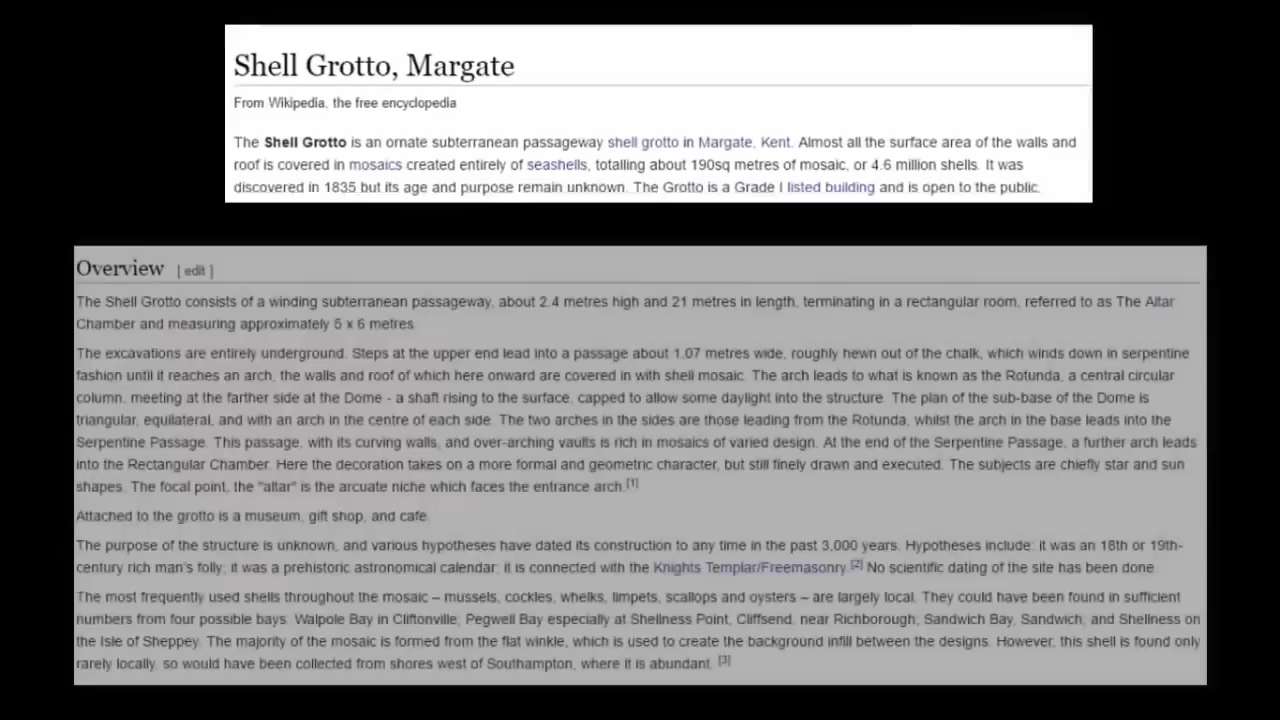 Shell Grotto, Margate
From Wikipedia, the free encyclopedia
The Shell Grotto is an ornate subterranean passageway shell grotto in Margate, Kent. Almost all the surface area of the walls and
roof is covered in mosaics created entirely of seashells, totalling about 190sq metres of mosaic, or 4.6 million shells. It was
discovered in 1835 but its age and purpose remain unknown. The Grotto is a Grade I listed building and is open to the public.
Overview [ edit ]
The Shell Grotto consists of a winding subterranean passageway, about 2.4 metres high and 21 metres in length, terminating in a rectangular room, referred to as The Altar
Chamber and measuring approximately 5 x 6 metres.
The excavations are entirely underground. Steps at the upper end lead into a passage about 1.07 metres wide, roughly hewn out of the chalk, which winds down in serpentine
fashion until it reaches an arch, the walls and roof of which here onward are covered in with shell mosaic. The arch leads to what is known as the Rotunda, a central circular
column, meeting at the farther side at the Dome - a shaft rising to the surface, capped to allow some daylight into the structure. The plan of the sub-base of the Dome is
triangular, equilateral, and with an arch in the centre of each side. The two arches in the sides are those leading from the Rotunda, whilst the arch in the base leads into the
Serpentine Passage. This passage, with its curving walls, and over-arching vaults is rich in mosaics of varied design. At the end of the Serpentine Passage, a further arch leads
into the Rectangular Chamber. Here the decoration takes on a more formal and geometric character, but still finely drawn and executed. The subjects are chiefly star and sun
shapes. The focal point, the "altar" is the arcuate niche which faces the entrance arch.[1]
Attached to the grotto is a museum, gift shop, and cafe.
The purpose of the structure is unknown, and various hypotheses have dated its construction to any time in the past 3,000 years. Hypotheses include: it was an 18th or 19th-
century rich man's folly; it was a prehistoric astronomical calendar; it is connected with the Knights Templar/Freemasonry.[2] No scientific dating of the site has been done.
The most frequently used shells throughout the mosaic – mussels, cockles, whelks, limpets, scallops and oysters – are largely local. They could have been found in sufficient
numbers from four possible bays: Walpole Bay in Cliftonville; Pegwell Bay especially at Shellness Point, Cliffsend, near Richborough; Sandwich Bay, Sandwich; and Shellness on
the Isle of Sheppey. The majority of the mosaic is formed from the flat winkle, which is used to create the background infill between the designs. However, this shell is found only
rarely locally, so would have been collected from shores west of Southampton, where it is abundant. [3]